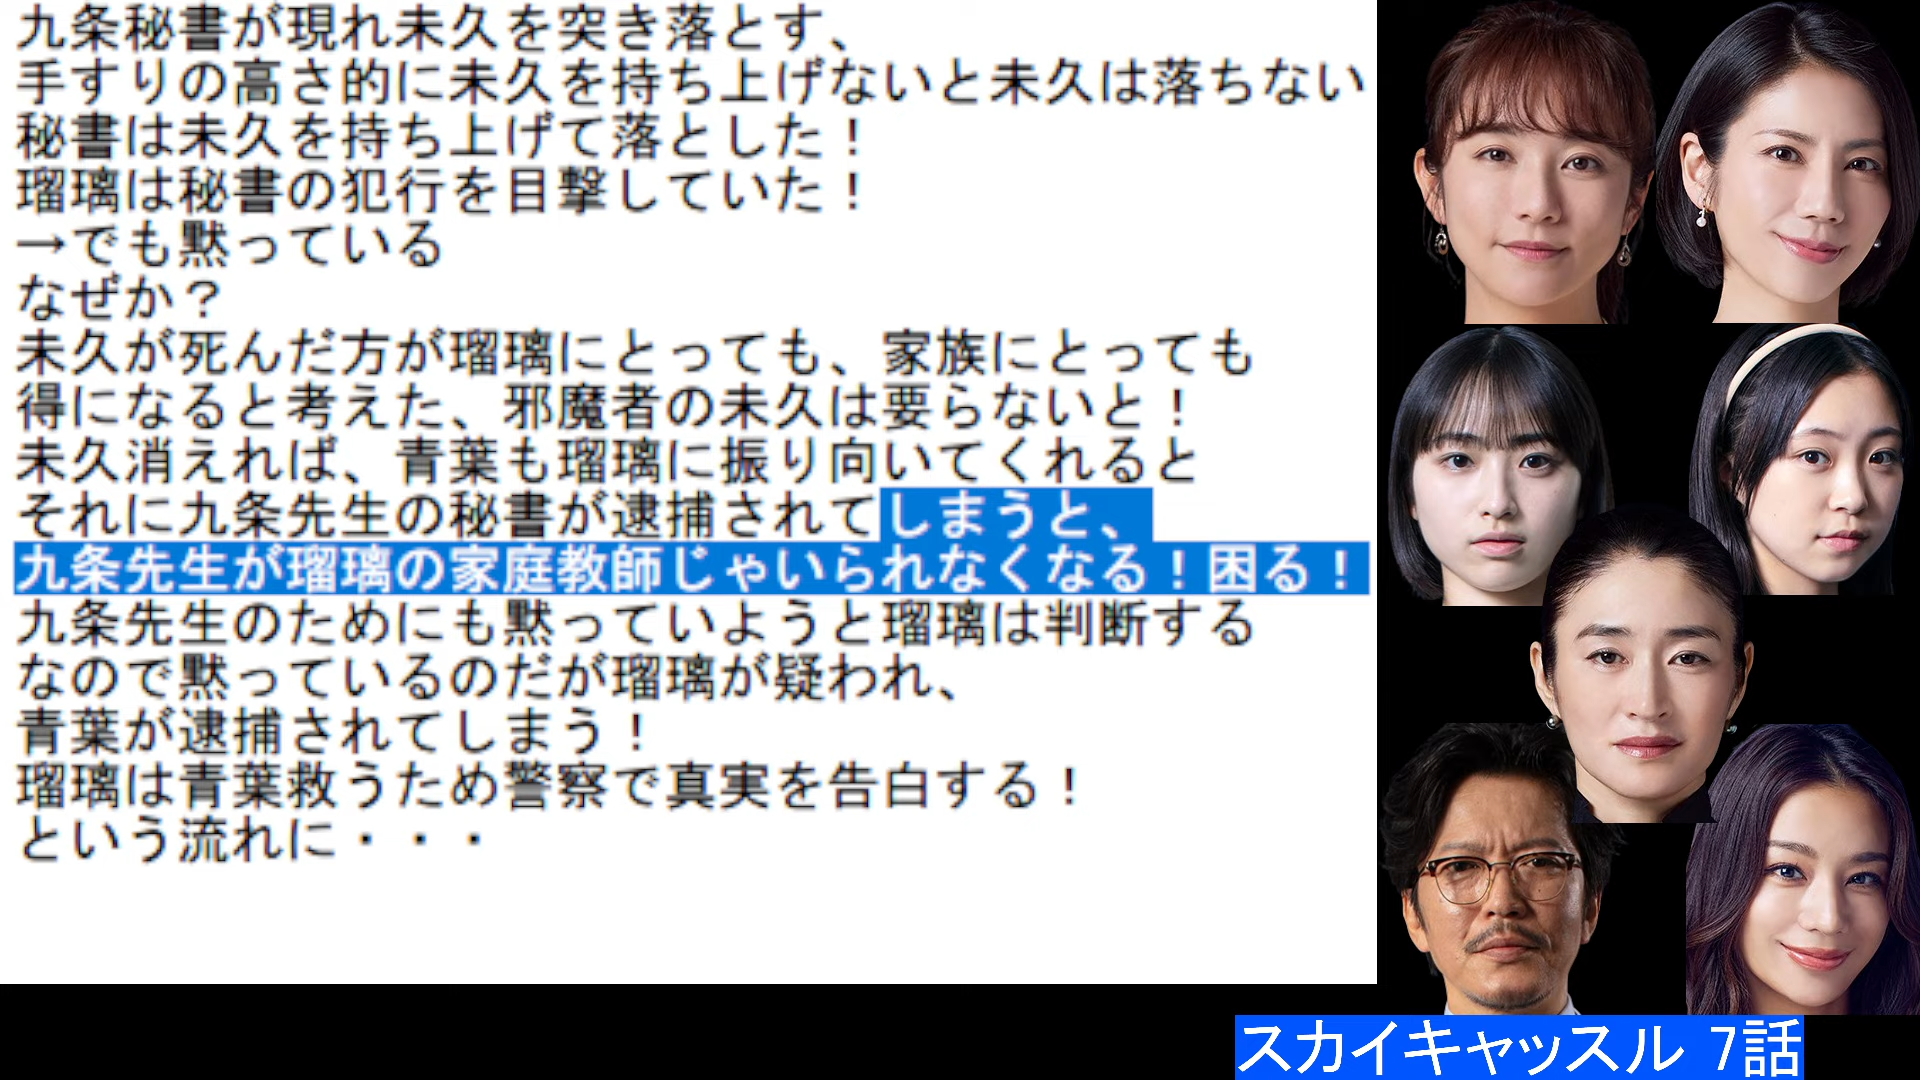 九条秘書が現れ未久を突き落とす、
手すりの高さ的に未久を持ち上げないと未久は落ちない
秘書は未久を持ち上げて落とした！
瑠璃は秘書の犯行を目撃していた！
→でも黙っている
なぜか？
未久が死んだ方が瑠璃にとっても、家族にとっても
得になると考えた、邪魔者の未久は要らないと！
未久消えれば、青葉も瑠璃に振り向いてくれると
それに九条先生の秘書が逮捕されてしまうと、
九条先生が瑠璃の家庭教師じゃいられなくなる！困る！
九条先生のためにも黙っていようと瑠璃は判断する
なので黙っているのだが瑠璃が疑われ、
青葉が逮捕されてしまう！
瑠璃は青葉救うため警察で真実を告白する！
という流れに・・・
スカイキャッスル 7話